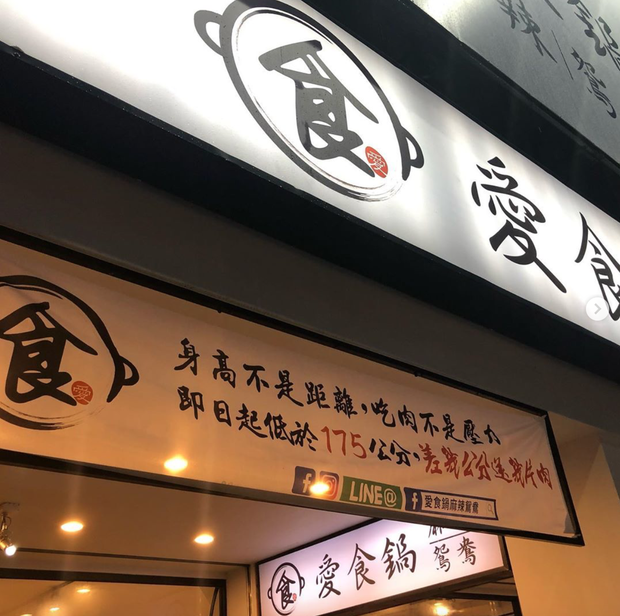 食
愛
愛食
食
愛
身高不是距離,吃肉不是壓力
即日起低於175公分,差幾公分送幾片肉
LINE@
愛食鍋麻辣鴛鴦
食
愛食鍋
鴛鴦